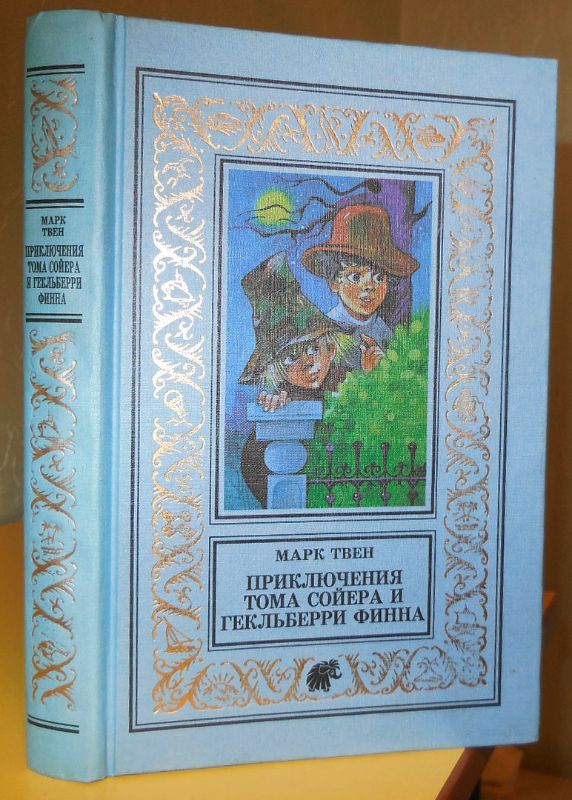 МАРК
ТВЕН
ПРИКЛЮЧЕНИЯ
ТОМА СОЙЕРА
И ГЕКЛЬБЕРРИ
ФИННА
МАРК ТВЕН
ПРИКЛЮЧЕНИЯ
ТОМА СОЙЕРА И
ГЕКЛЬБЕРРИ ФИННА